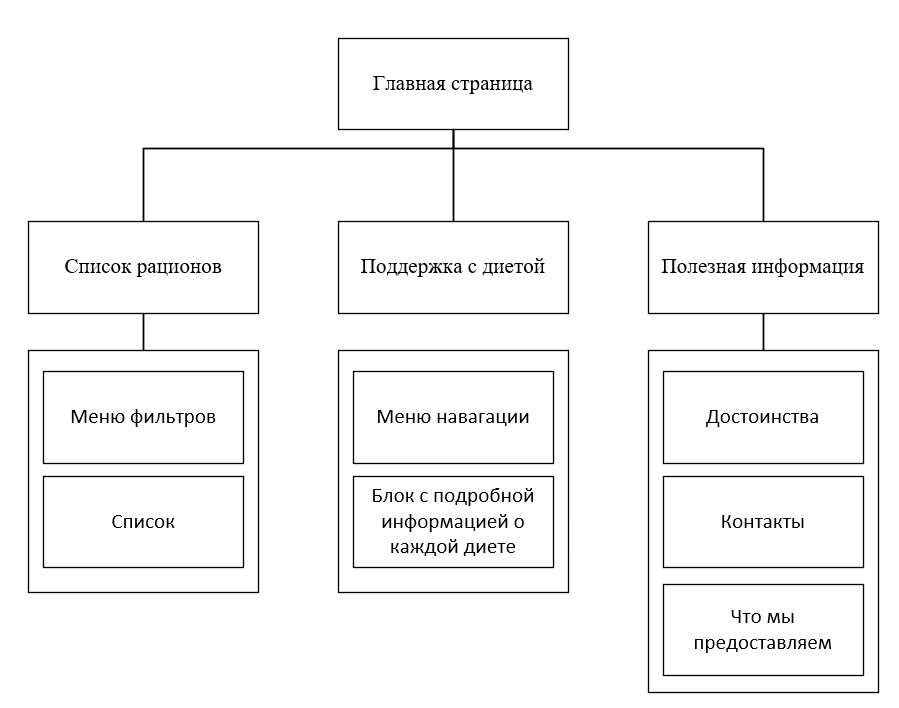 Главная страница
Список рационов
Поддержка с диетой
Полезная информация
Меню фильтров
Список
Меню навагации
Блок с подробной
информацией о
каждой диете
Достоинства
Контакты
Что мы
предоставляем